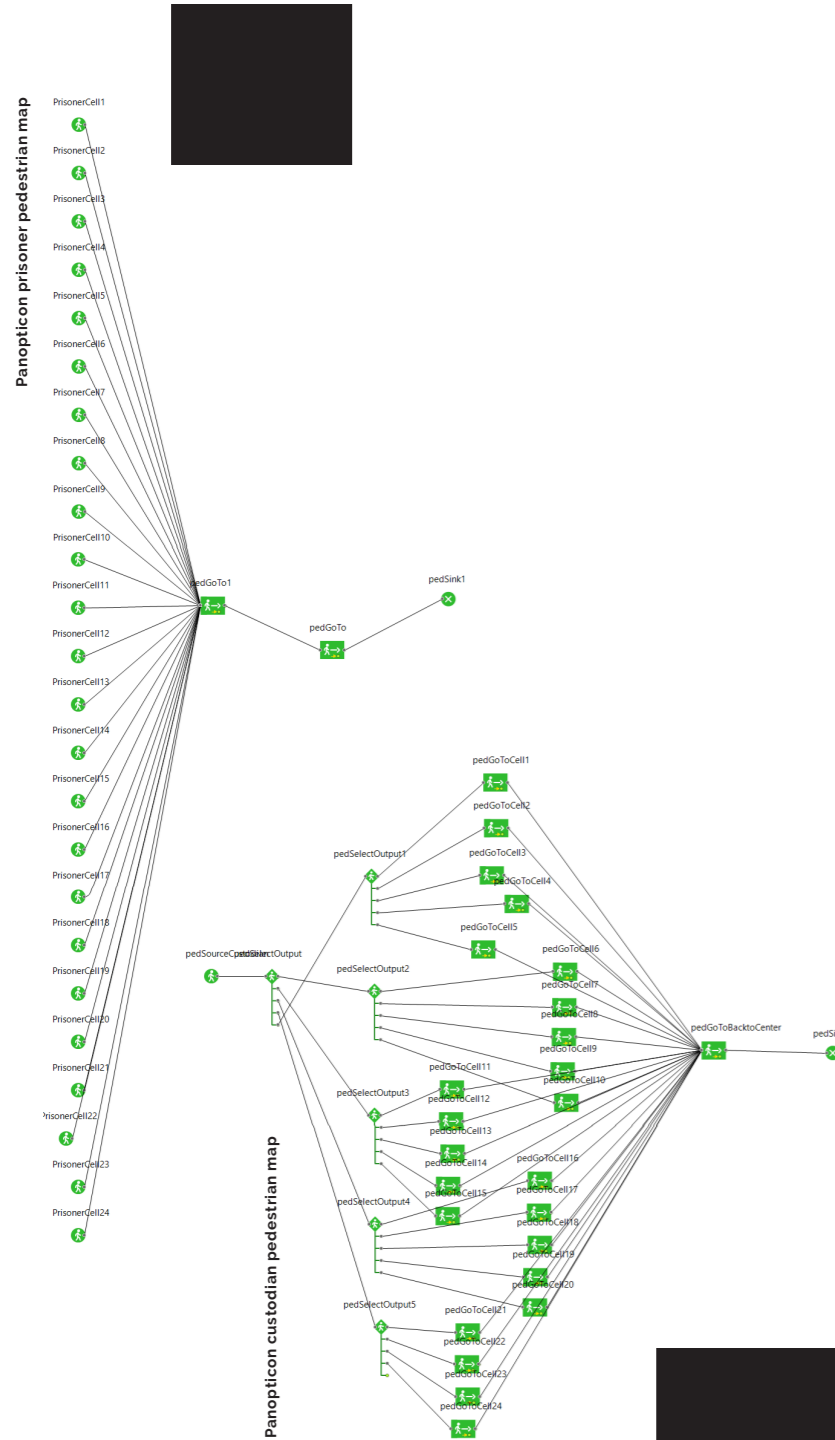 Panopticon prisoner pedestrian map
PrisonerCell1
PrisonerCell2
PrisonerCell3
PrisonerCell4
PrisonerCell5
PrisonerCell6
PrisonerCell7
PrisonerCell8
PrisonerCell9
PrisonerCell10
PrisonerCell11
PrisonerCell12
PrisonerCell13
PrisonerCell14
PrisonerCell15
PrisonerCell16
PrisonerCell17
PrisonerCell18
PrisonerCell19
PrisonerCell20
PrisonerCell21
PrisonerCell22
PrisonerCell23
PrisonerCell24
pedGoTo1
pedGoTo
pedSink1
Panopticon custodian pedestrian map
pedSelectOutput
pedSelectOutput1
pedSelectOutput2
pedSelectOutput3
pedSelectOutput4
pedSelectOutput5
pedGoToCell1
pedGoToCell2
pedGoToCell3
pedGoToCell4
pedGoToCell5
pedGoToCell6
pedGoToCell7
pedGoToCell8
pedGoToCell9
pedGoToCell10
pedGoToCell11
pedGoToCell12
pedGoToCell13
pedGoToCell14
pedGoToCell15
pedGoToCell16
pedGoToCell17
pedGoToCell18
pedGoToCell19
pedGoToCell20
pedGoToCell21
pedGoToCell22
pedGoToCell23
pedGoToCell24
pedGoToBacktoCenter
pedSi